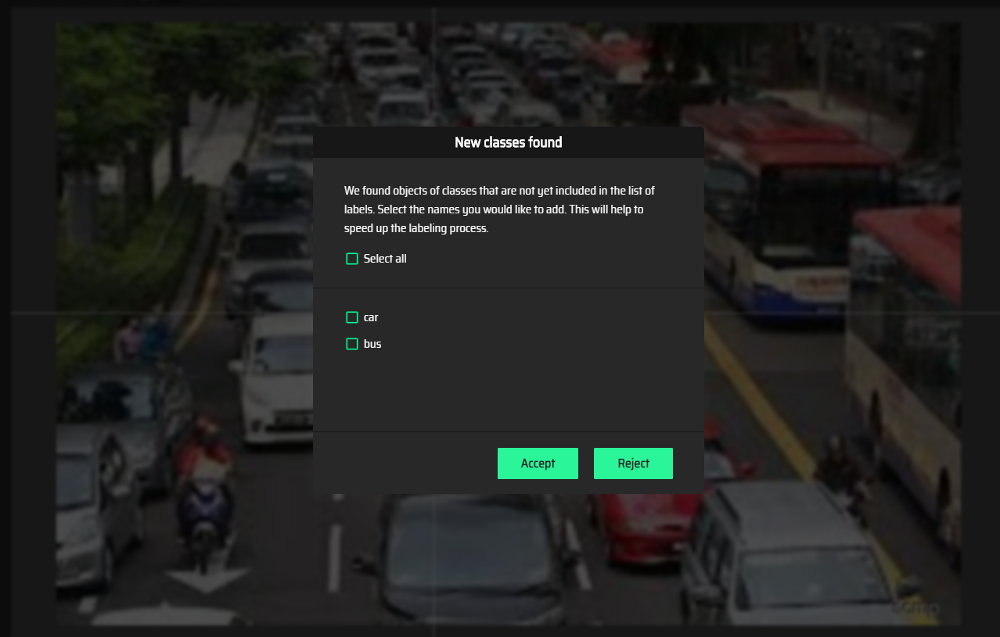 New classes found
We found objects of classes that are not yet included in the list of
labels. Select the names you would like to add. This will help to
speed up the labeling process.
Select all
car
bus
Accept
Reject